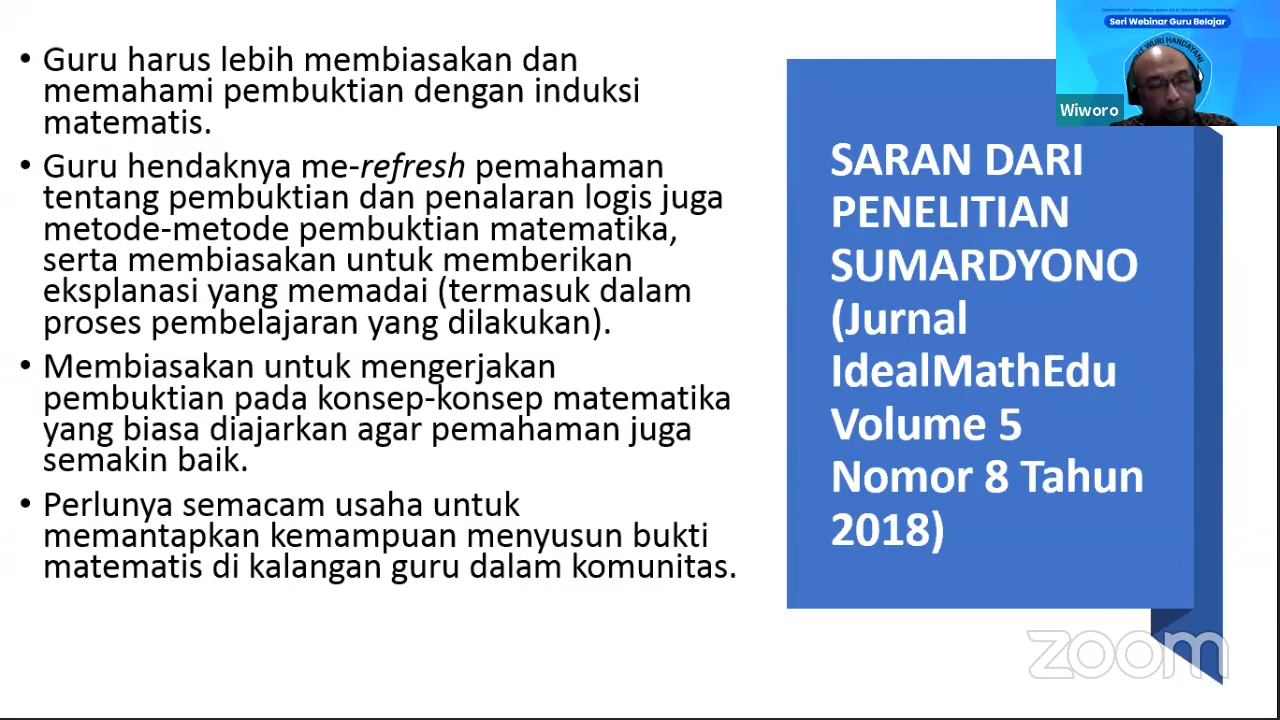 • Guru harus lebih membiasakan dan
memahami pembuktian dengan induksi
matematis.
• Guru hendaknya me-refresh pemahaman
tentang pembuktian dan penalaran logis juga
metode-metode pembuktian matematika,
serta membiasakan untuk memberikan
eksplanasi yang memadai (termasuk dalam
proses pembelajaran yang dilakukan).
• Membiasakan untuk mengerjakan
pembuktian pada konsep-konsep matematika
yang biasa diajarkan agar pemahaman juga
semakin baik.
• Perlunya semacam usaha untuk
memantapkan kemampuan menyusun bukti
matematis di kalangan guru dalam komunitas.
SARAN DARI
PENELITIAN
SUMARDYONO
(Jurnal
IdealMathEdu
Volume 5
Nomor 8 Tahun
2018)
Seri Webinar Guru Belajar
WURI HANDAYANI
Wiworo
zoom